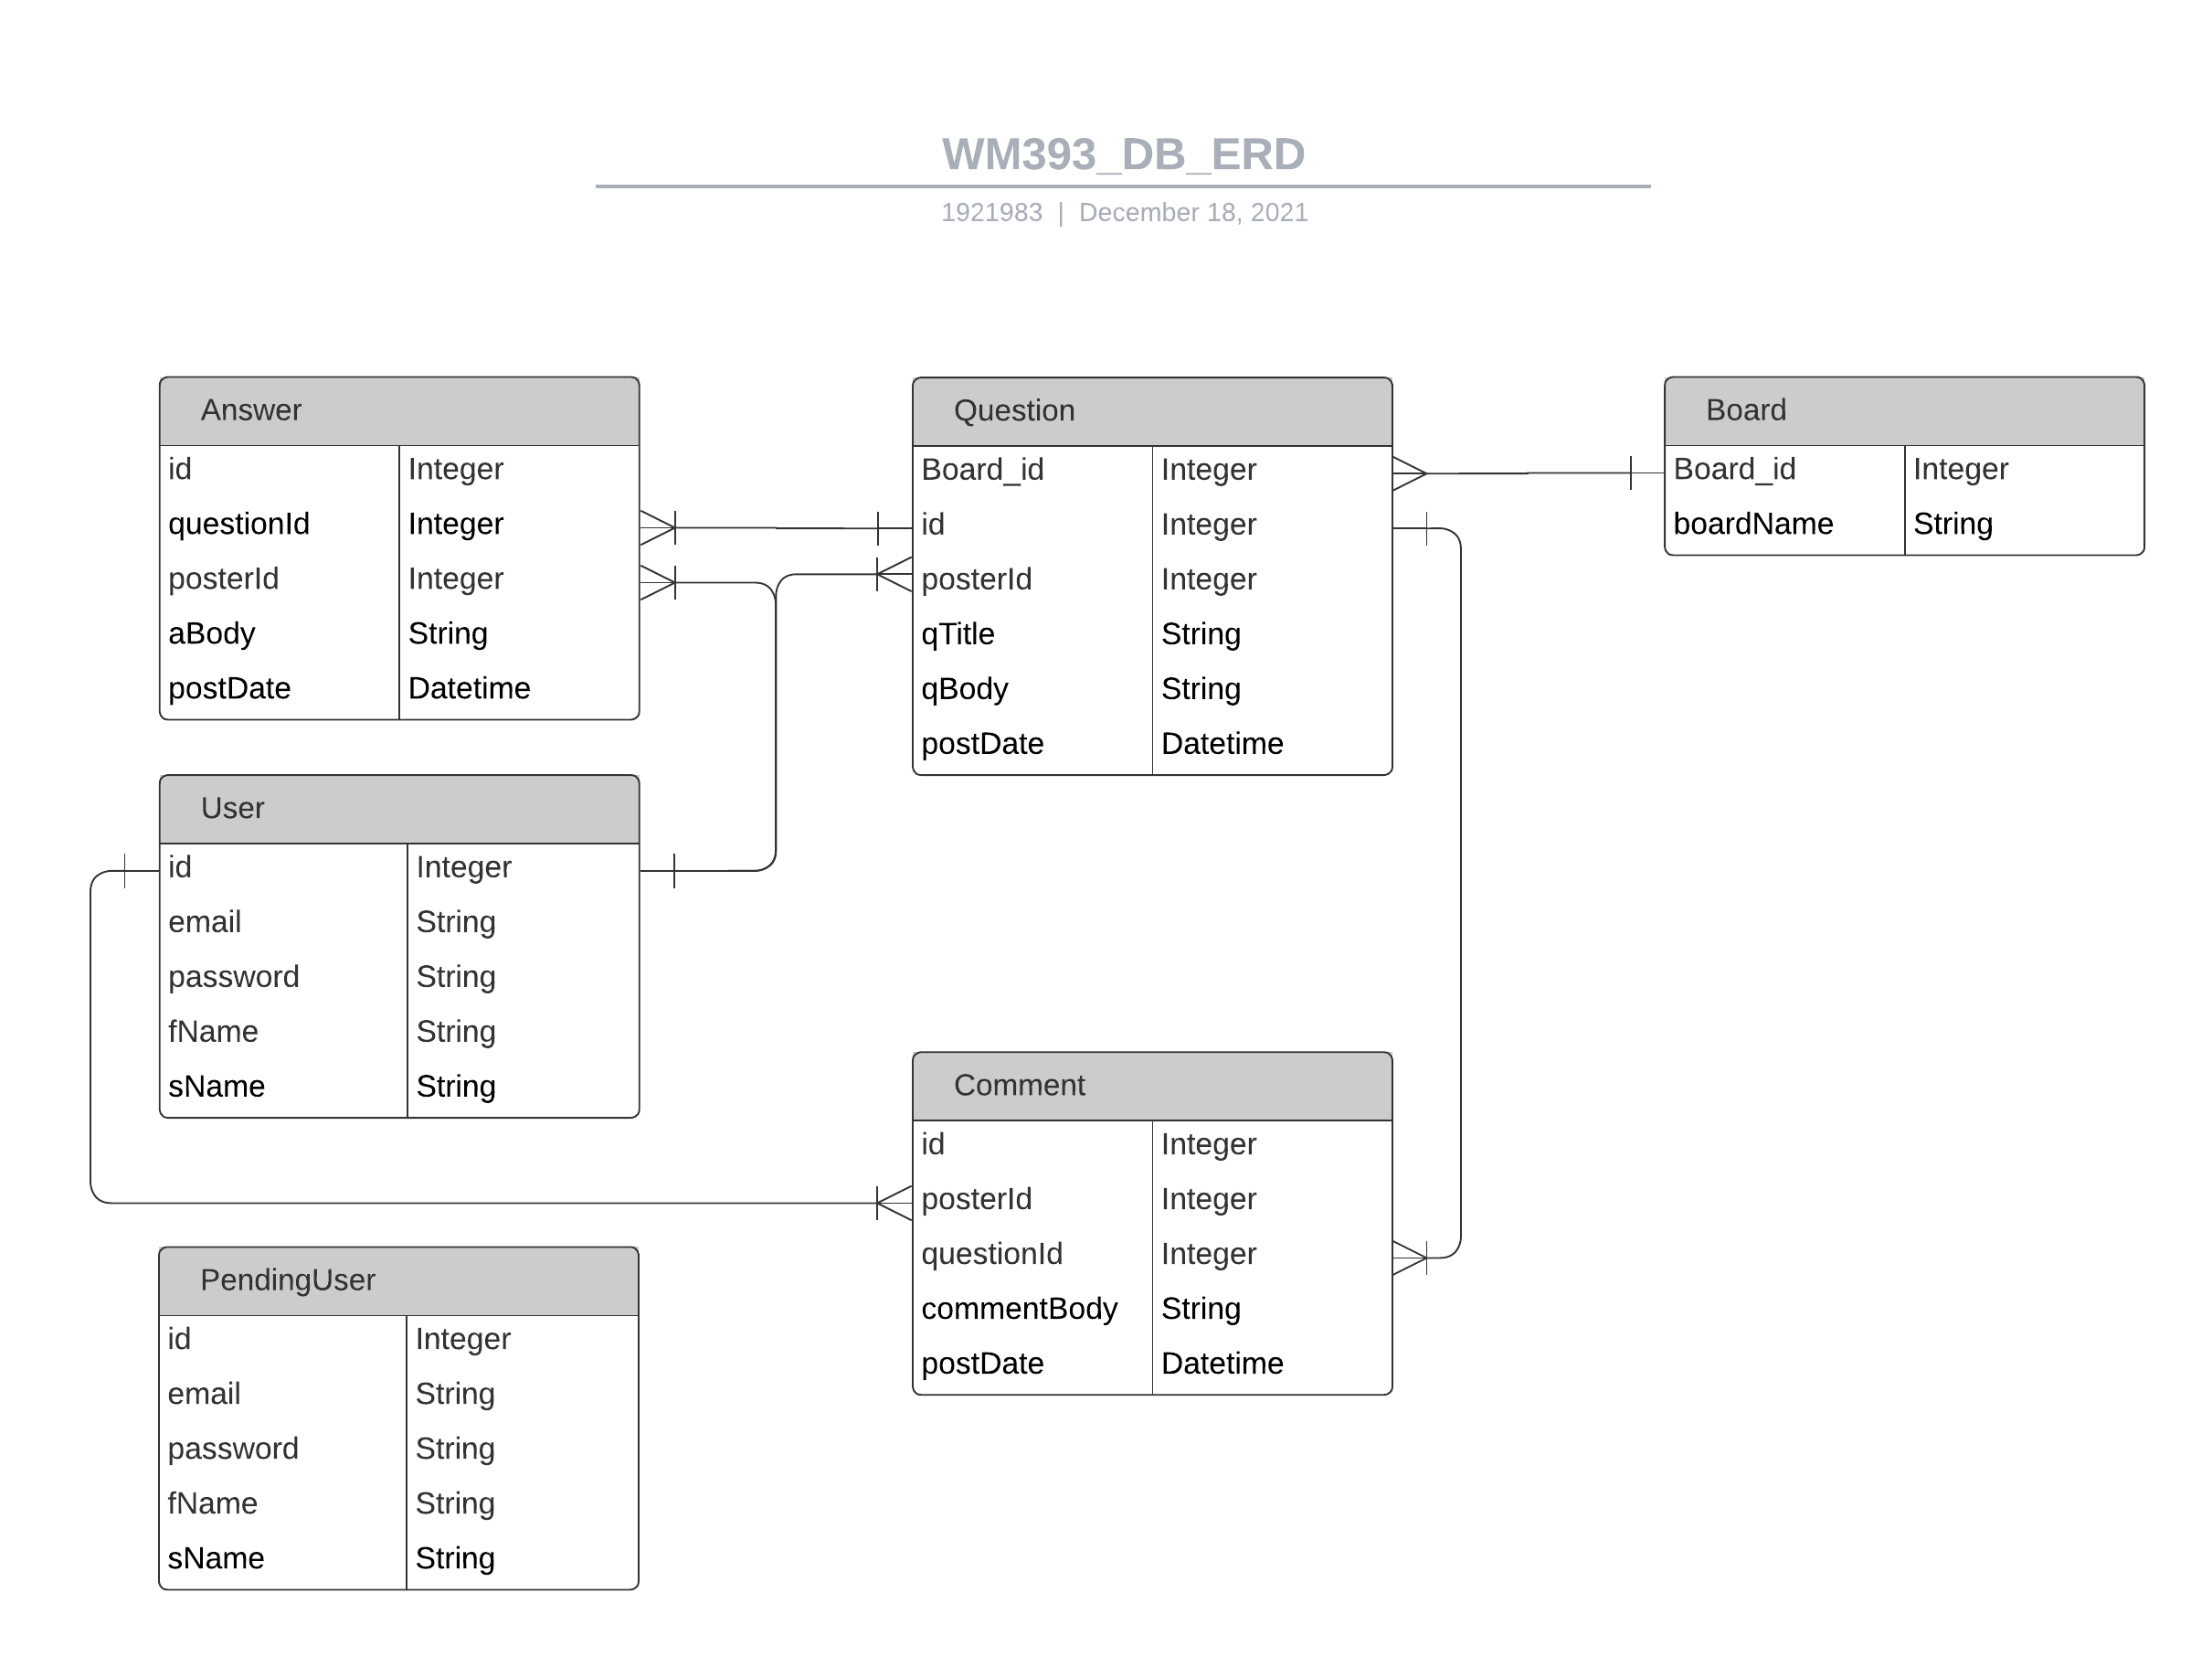 WM393_DB_ERD
1921983 | December 18, 2021
Answer
id Integer
questionId Integer
posterId Integer
aBody String
postDate Datetime
Question
Board_id Integer
id Integer
posterId Integer
qTitle String
qBody String
postDate Datetime
Board
Board_id Integer
boardName String
User
id Integer
email String
password String
fName String
sName String
Comment
id Integer
posterId Integer
questionId Integer
commentBody String
postDate Datetime
PendingUser
id Integer
email String
password String
fName String
sName String